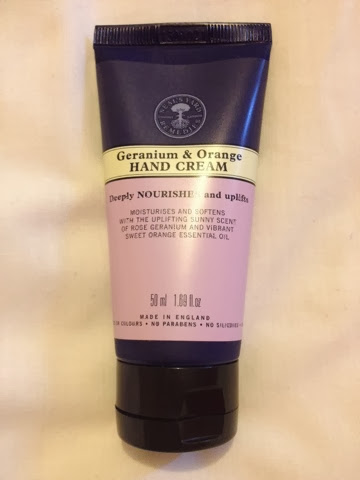 NEAL'S YARD
REMEDIES
Geranium & Orange
HAND CREAM
Deeply NOURISHES and uplifts
MOISTURISES AND SOFTENS
WITH THE UPLIFTING SUNNY SCENT
OF ROSE GERANIUM AND VIBRANT
SWEET ORANGE ESSENTIAL OIL
50 ml 1.69 fl.oz
MADE IN ENGLAND
COLOURS • NO PARABENS • NO SILICONES